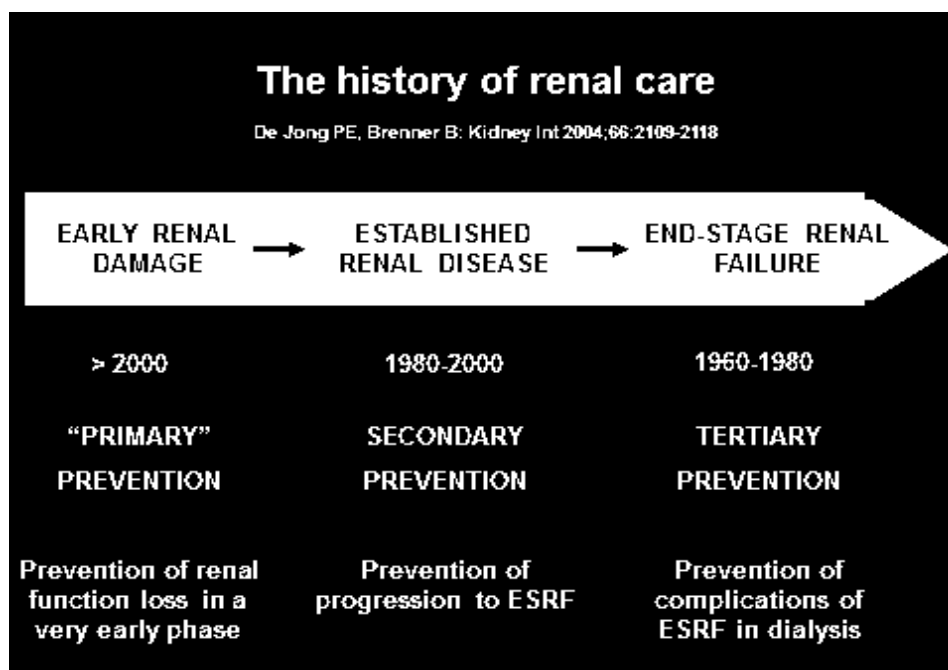 The history of renal care
De Jong PE, Brenner B: Kidney Int 2004;66:2109-2118
EARLY RENAL
DAMAGE
ESTABLISHED
RENAL DISEASE
END-STAGE RENAL
FAILURE
> 2000
1980-2000
1960-1980
“PRIMARY”
PREVENTION
SECONDARY
PREVENTION
TERTIARY
PREVENTION
Prevention of renal
function loss in a
very early phase
Prevention of
progression to ESRF
Prevention of
complications of
ESRF in dialysis